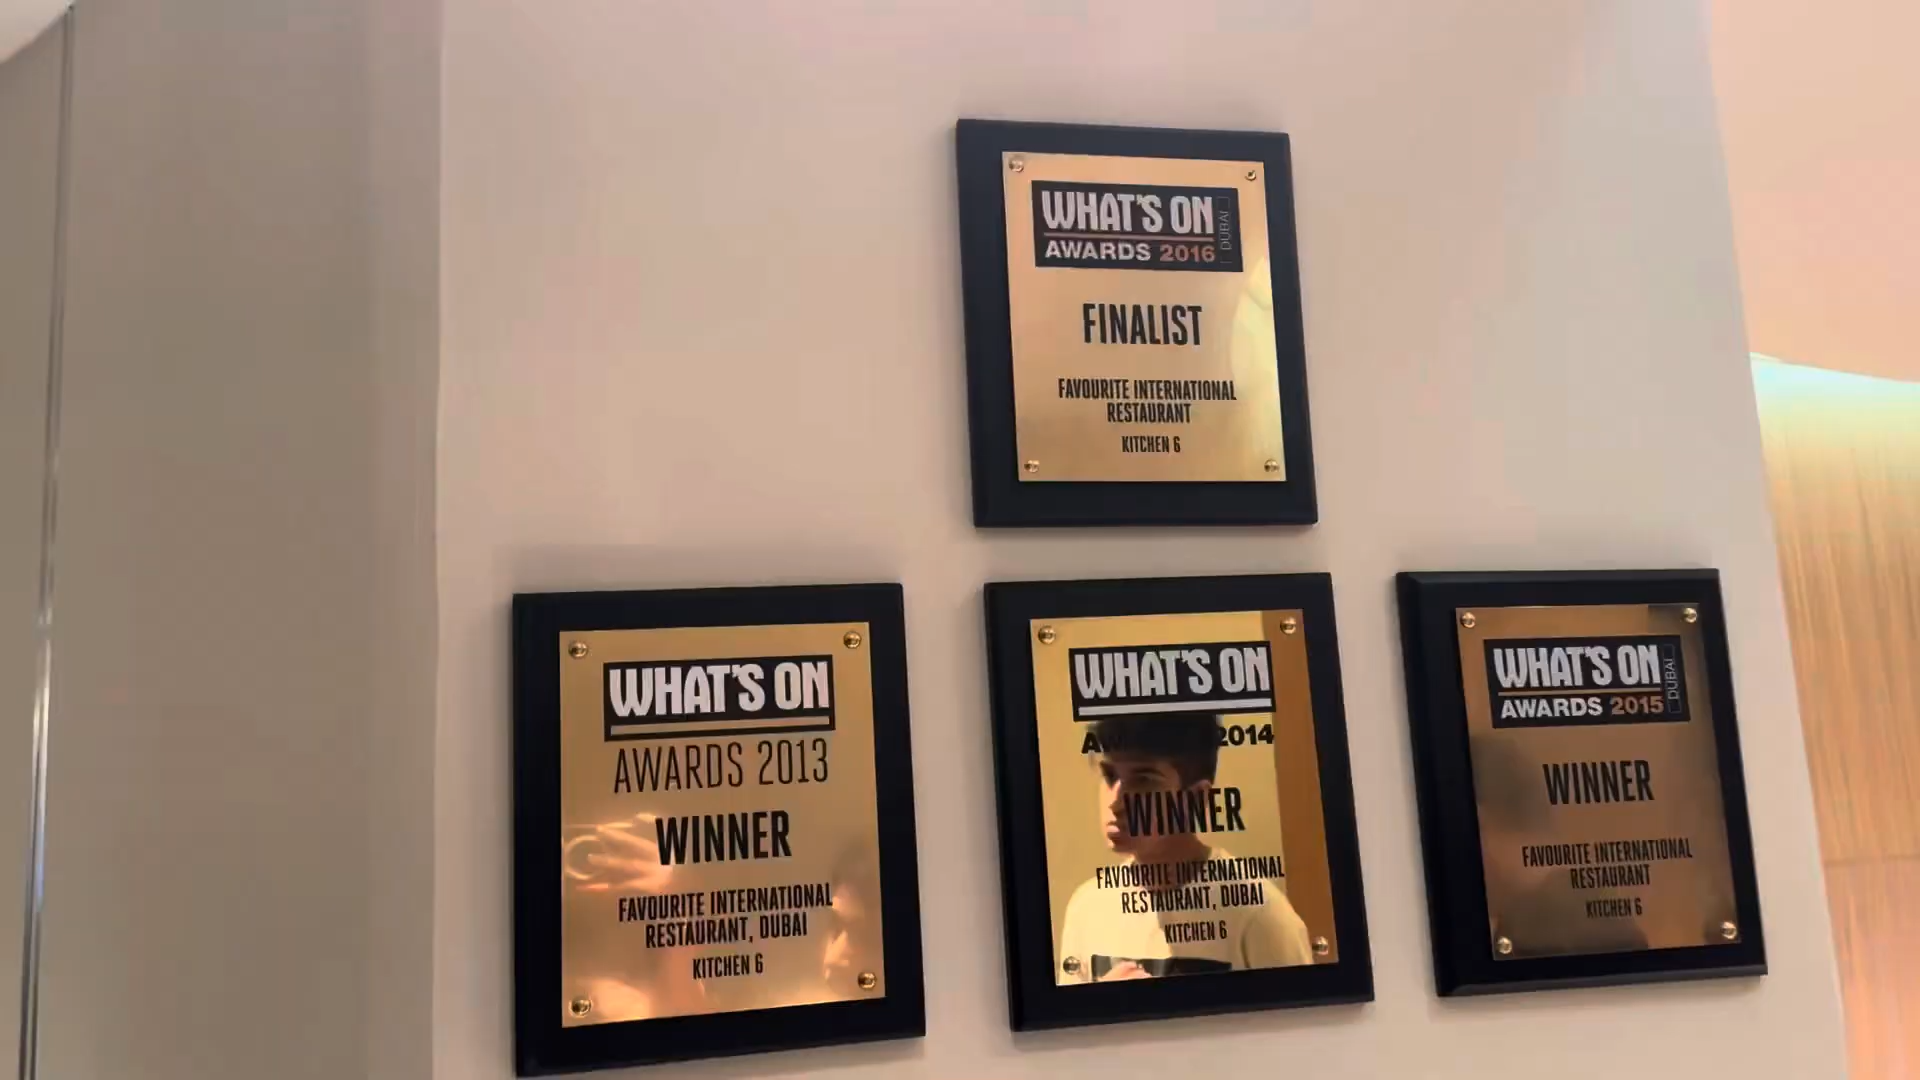 WHAT'S ON
DUBAI
AWARDS 2016
FINALIST
FAVOURITE INTERNATIONAL
RESTAURANT
KITCHEN 6
WHAT'S ON
AWARDS 2013
WINNER
FAVOURITE INTERNATIONAL
RESTAURANT, DUBAI
KITCHEN 6
WHAT'S ON
AWARDS 2014
WINNER
FAVOURITE INTERNATIONAL
RESTAURANT, DUBAI
KITCHEN 6
WHAT'S ON
DUBAI
AWARDS 2015
WINNER
FAVOURITE INTERNATIONAL
RESTAURANT
KITCHEN 6